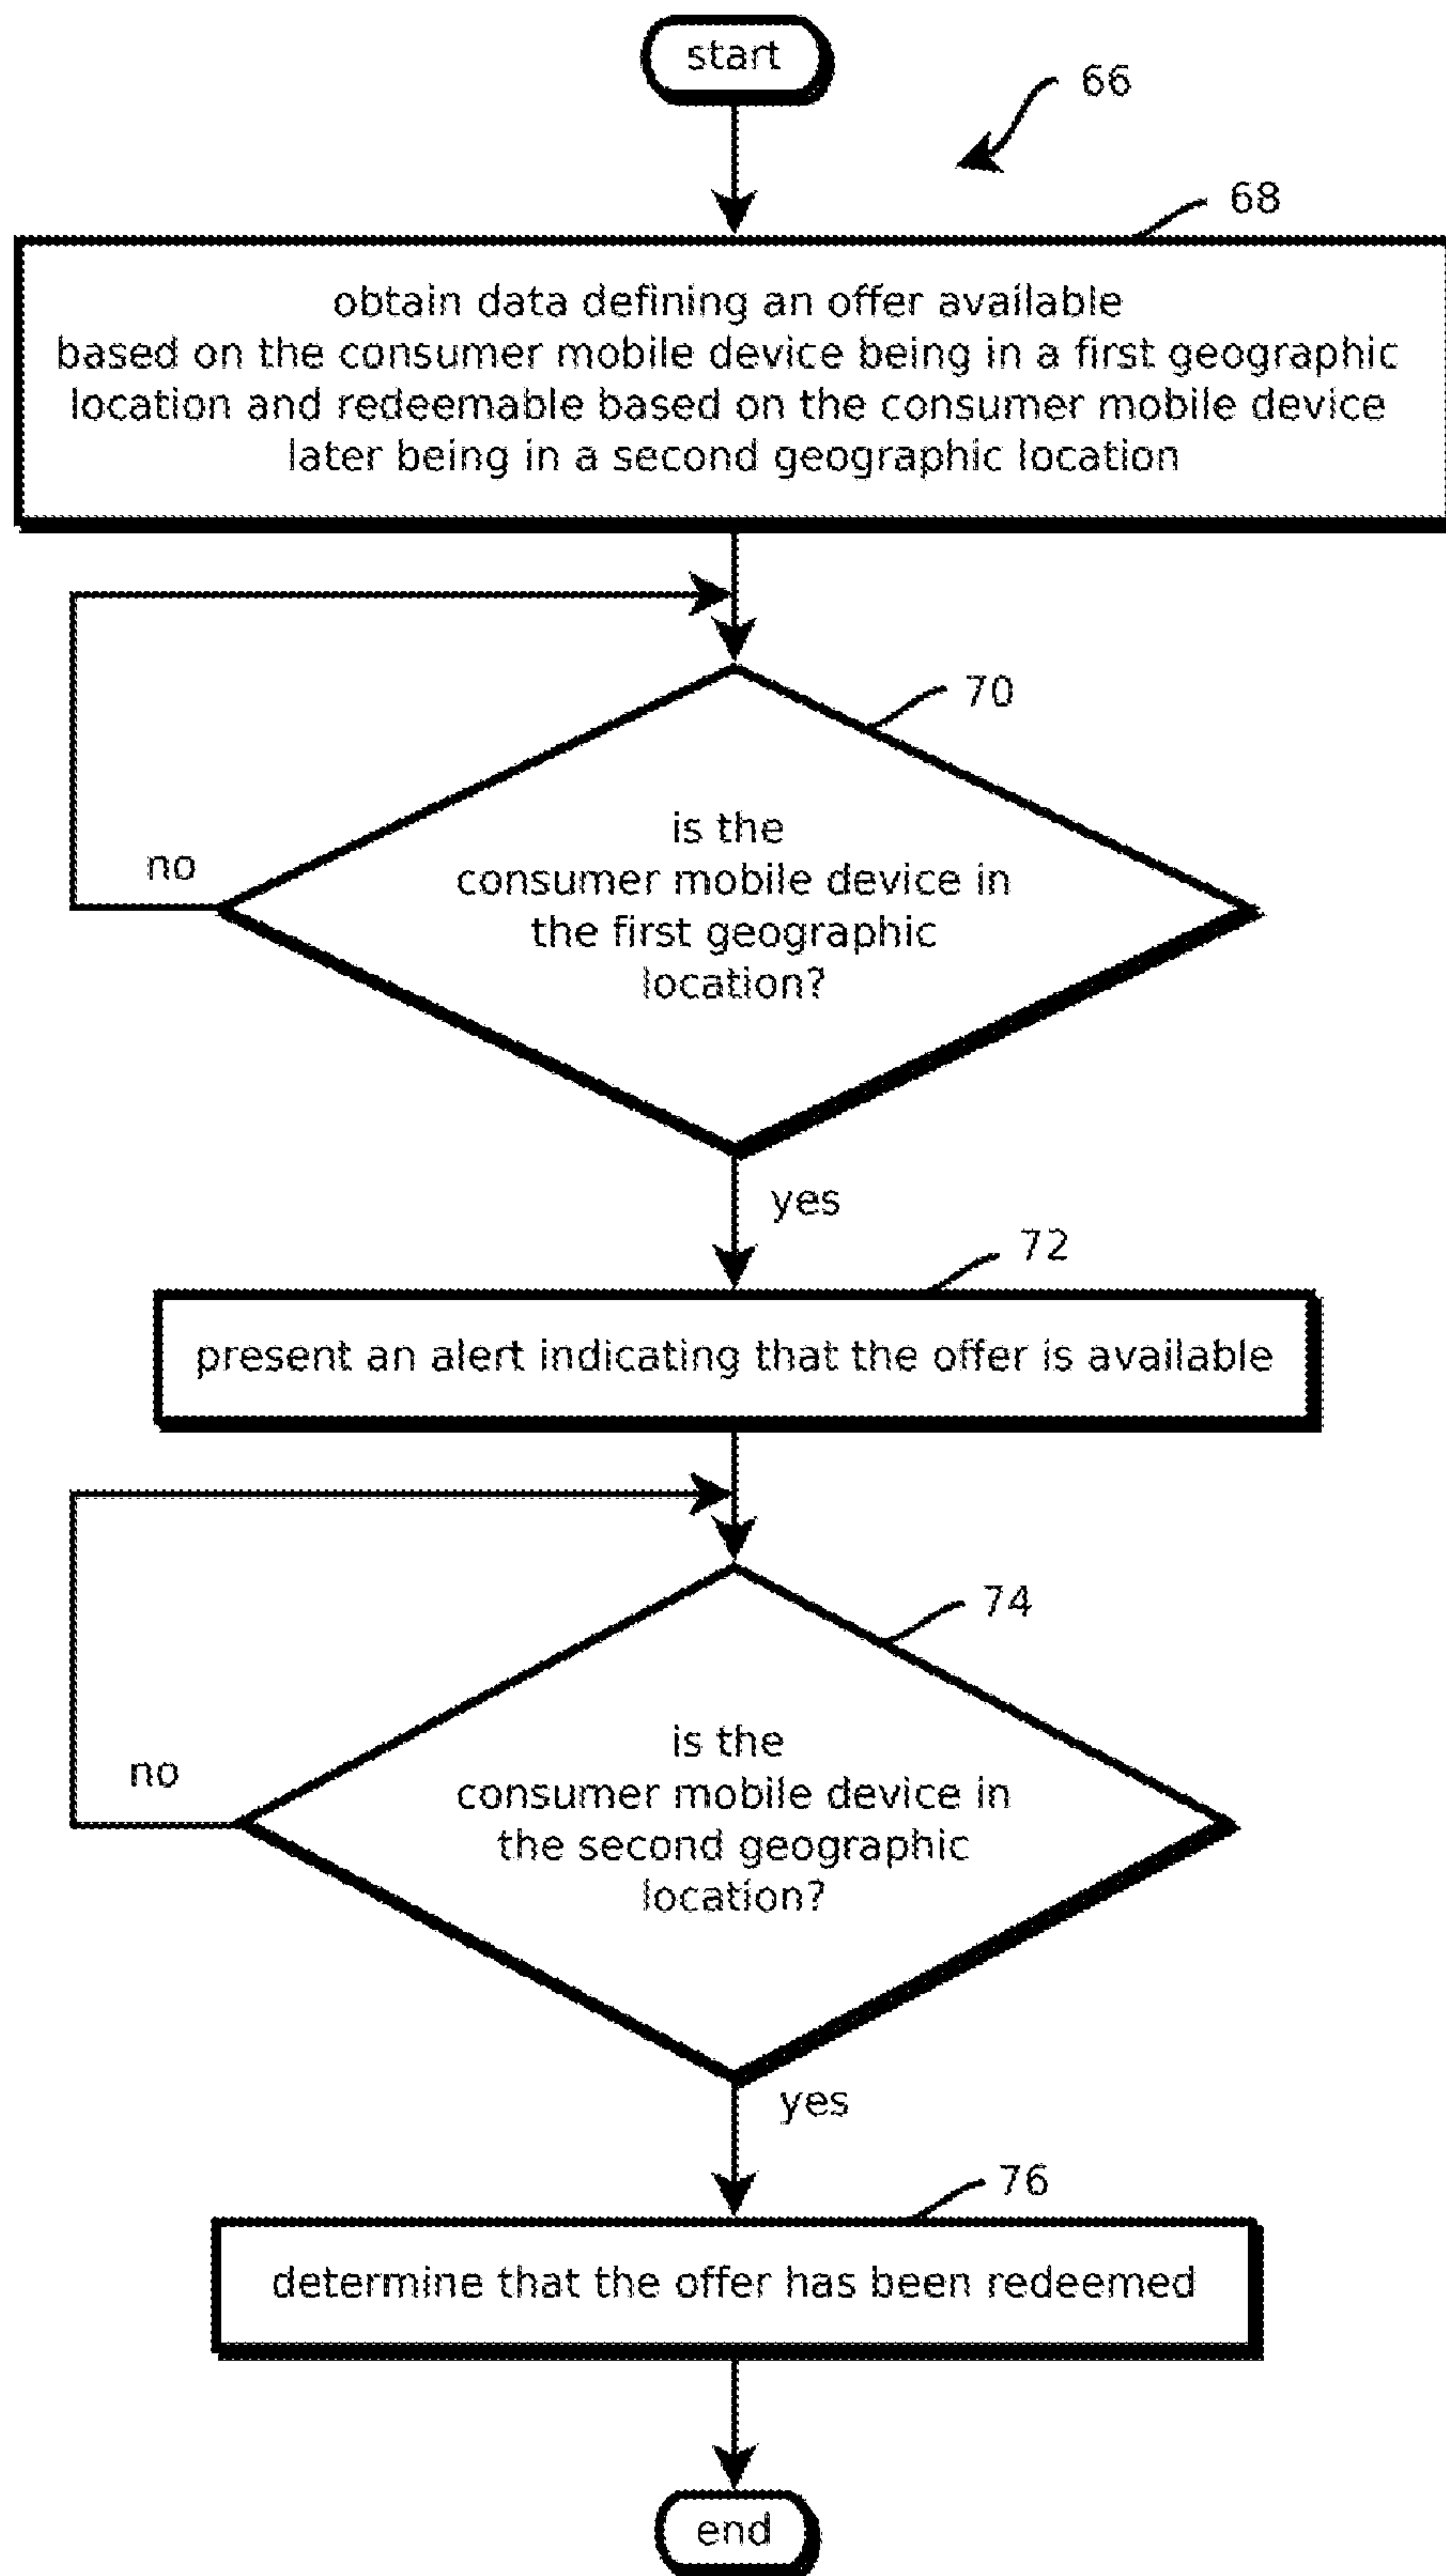 start
66
68
obtain data defining an offer available
based on the consumer mobile device being in a first geographic
location and redeemable based on the consumer mobile device
later being in a second geographic location
70
is the
consumer mobile device in
the first geographic
location?
no
yes
72
present an alert indicating that the offer is available
74
is the
consumer mobile device in
the second geographic
location?
no
yes
76
determine that the offer has been redeemed
end